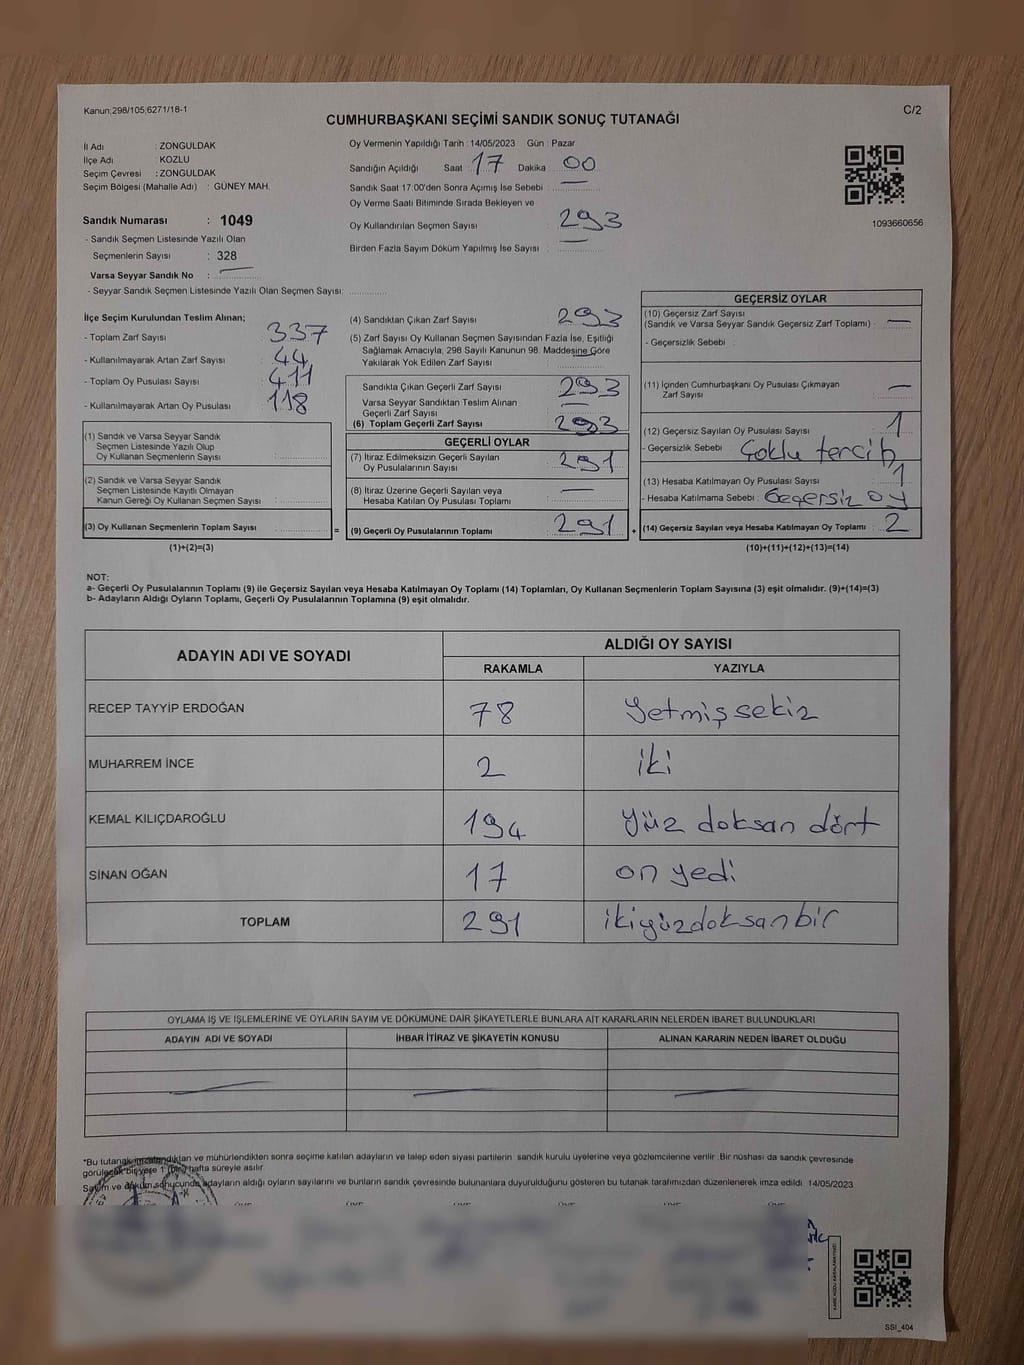 Kanun:298/105,6271/18-1
C/2
CUMHURBAŞKANI SEÇİMİ SANDIK SONUÇ TUTANAĞI
İl Adı : ZONGULDAK
İlçe Adı : KOZLU
Seçim Çevresi : ZONGULDAK
Seçim Bölgesi (Mahalle Adı) : GÜNEY MAH.
Sandık Numarası : 1049
- Sandık Seçmen Listesinde Yazılı Olan
Seçmenlerin Sayısı : 328
Varsa Seyyar Sandık No :
- Seyyar Sandık Seçmen Listesinde Yazılı Olan Seçmen Sayısı:
Oy Vermenin Yapıldığı Tarih : 14/05/2023 Gün : Pazar
Sandığın Açıldığı Saat : 17 Dakika : 00
Sandık Saat 17.00'den Sonra Açımış İse Sebebi :
Oy Verme Saati Bitiminde Sırada Bekleyen ve
Oy Kullandırılan Seçmen Sayısı : 293
Birden Fazla Sayım Döküm Yapılmış İse Sayısı :
1093660656
İlçe Seçim Kurulundan Teslim Alınan;
- Toplam Zarf Sayısı : 337
- Kullanılmayarak Artan Zarf Sayısı : 44
- Toplam Oy Pusulası Sayısı : 411
- Kullanılmayarak Artan Oy Pusulası : 118
(1) Sandık ve Varsa Seyyar Sandık
Seçmen Listesinde Yazılı Olup
Oy Kullanan Seçmenlerin Sayısı :
(2) Sandık ve Varsa Seyyar Sandık
Seçmen Listesinde Kayıtlı Olmayan
Kanun Gereği Oy Kullanan Seçmen Sayısı :
(3) Oy Kullanan Seçmenlerin Toplam Sayısı :
(1)+(2)=(3)
(4) Sandıktan Çıkan Zarf Sayısı : 293
(5) Zarf Sayısı Oy Kullanan Seçmen Sayısından Fazla İse, Eşitliği
Sağlamak Amacıyla, 298 Sayılı Kanunun 98. Maddesine Göre
Yakılarak Yok Edilen Zarf Sayısı :
Sandıkla Çıkan Geçerli Zarf Sayısı : 293
Varsa Seyyar Sandıktan Teslim Alınan
Geçerli Zarf Sayısı
(6) Toplam Geçerli Zarf Sayısı : 293
GEÇERLİ OYLAR
(7) İtiraz Edilmeksizin Geçerli Sayılan
Oy Pusulalarının Sayısı : 291
(8) İtiraz Üzerine Geçerli Sayılan veya
Hesaba Katılan Oy Pusulası Toplamı :
= (9) Geçerli Oy Pusulalarının Toplamı : 291 +
GEÇERSİZ OYLAR
(10) Geçersiz Zarf Sayısı
(Sandık ve Varsa Seyyar Sandık Geçersiz Zarf Toplamı) :
- Geçersizlik Sebebi :
(11) İçinden Cumhurbaşkanı Oy Pusulası Çıkmayan
Zarf Sayısı :
(12) Geçersiz Sayılan Oy Pusulası Sayısı : 1
- Geçersizlik Sebebi : Çoklu tercih
(13) Hesaba Katılmayan Oy Pusulası Sayısı : 1
- Hesaba Katılmama Sebebi : Geçersiz oy
(14) Geçersiz Sayılan veya Hesaba Katılmayan Oy Toplamı : 2
(10)+(11)+(12)+(13)=(14)
NOT:
a- Geçerli Oy Pusulalarının Toplamı (9) ile Geçersiz Sayılan veya Hesaba Katılmayan Oy Toplamı (14) Toplamları, Oy Kullanan Seçmenlerin Toplam Sayısına (3) eşit olmalıdır. (9)+(14)=(3)
b- Adayların Aldığı Oyların Toplamı, Geçerli Oy Pusulalarının Toplamına (9) eşit olmalıdır.
ADAYIN ADI VE SOYADI
ALDIĞI OY SAYISI
RAKAMLA YAZIYLA
RECEP TAYYİP ERDOĞAN 78 Yetmiş sekiz
MUHARREM İNCE 2 iki
KEMAL KILIÇDAROĞLU 194 yüz doksan dört
SİNAN OĞAN 17 on yedi
TOPLAM 291 ikiyüzdoksanbir
OYLAMA İŞ VE İŞLEMLERİNE VE OYLARIN SAYIM VE DÖKÜMÜNE DAİR ŞİKAYETLERLE BUNLARA AİT KARARLARIN NELERDEN İBARET BULUNDUKLARI
ADAYIN ADI VE SOYADI İHBAR İTİRAZ VE ŞİKAYETİN KONUSU ALINAN KARARIN NEDEN İBARET OLDUĞU
*Bu tutanak imzalandıktan ve mühürlendikten sonra seçime katılan adayların ve talep eden siyasi partilerin sandık kurulu üyelerine veya gözlemcilerine verilir. Bir nüshası da sandık çevresinde
görülecek bir yere 1 (bir) hafta süreyle asılır.
Sayım ve döküm sonucunda adayların aldığı oyların sayılarını ve bunların sandık çevresinde bulunanlara duyurulduğunu gösteren bu tutanak tarafımızdan düzenlenerek imza edildi. 14/05/2023
SSI_404